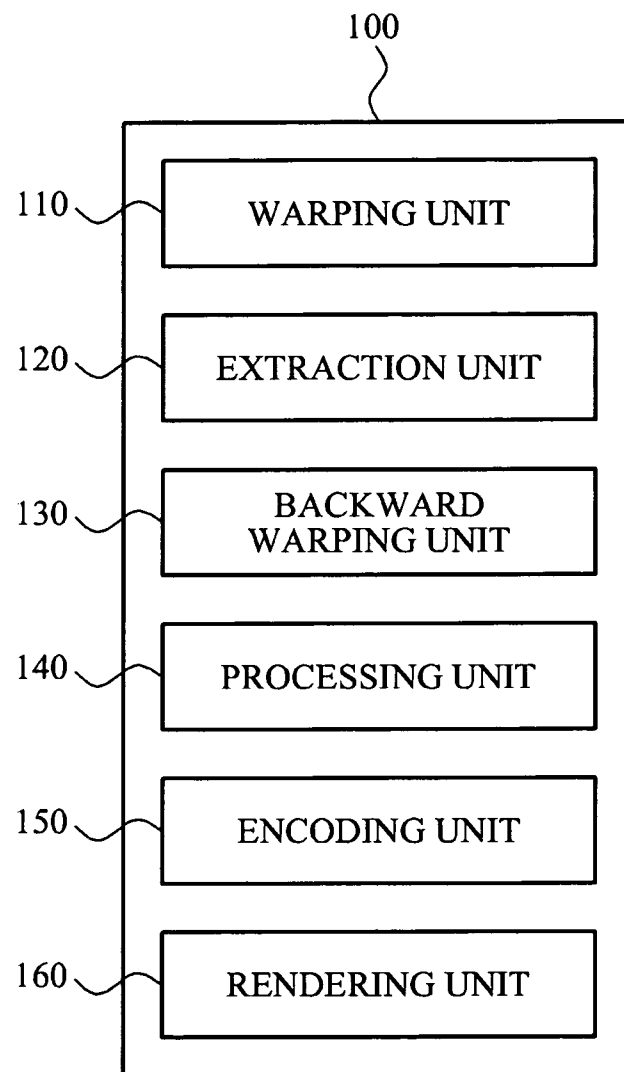 100
110
WARPING UNIT
120
EXTRACTION UNIT
130
BACKWARD
WARPING UNIT
140
PROCESSING UNIT
150
ENCODING UNIT
160
RENDERING UNIT